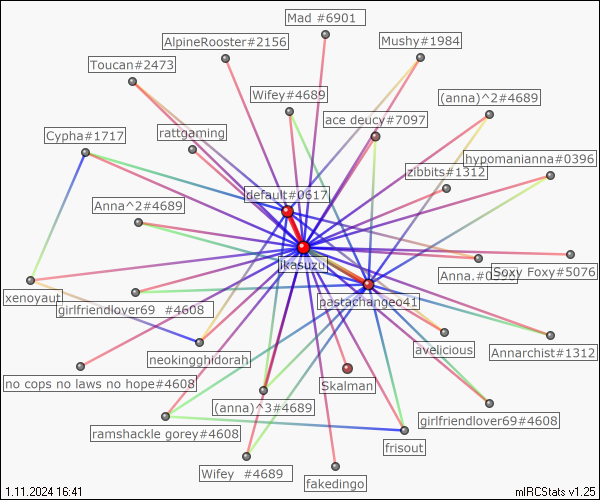 Mad #6901
AlpineRooster#2156
Mushy#1984
Toucan#2473
Wifey#4689
(anna)^2#4689
ace deucy#7097
Cypha#1717
rattgaming
hypomanianna#0396
zibbits#1312
default#0617
Anna^2#4689
ikasuzu
Anna.#0
Soxy Foxy#5076
xenoyaut
girlfriendlover69 #4608
pastachangeo41
neokingghidorah
avelicious
Annarchist#1312
no cops no laws no hope#4608
Skalman
(anna)^3#4689
girlfriendlover69#4608
ramshackle gorey#4608
frisout
Wifey #4689
fakedingo
1.11.2024 16:41
mIRCStats v1.25